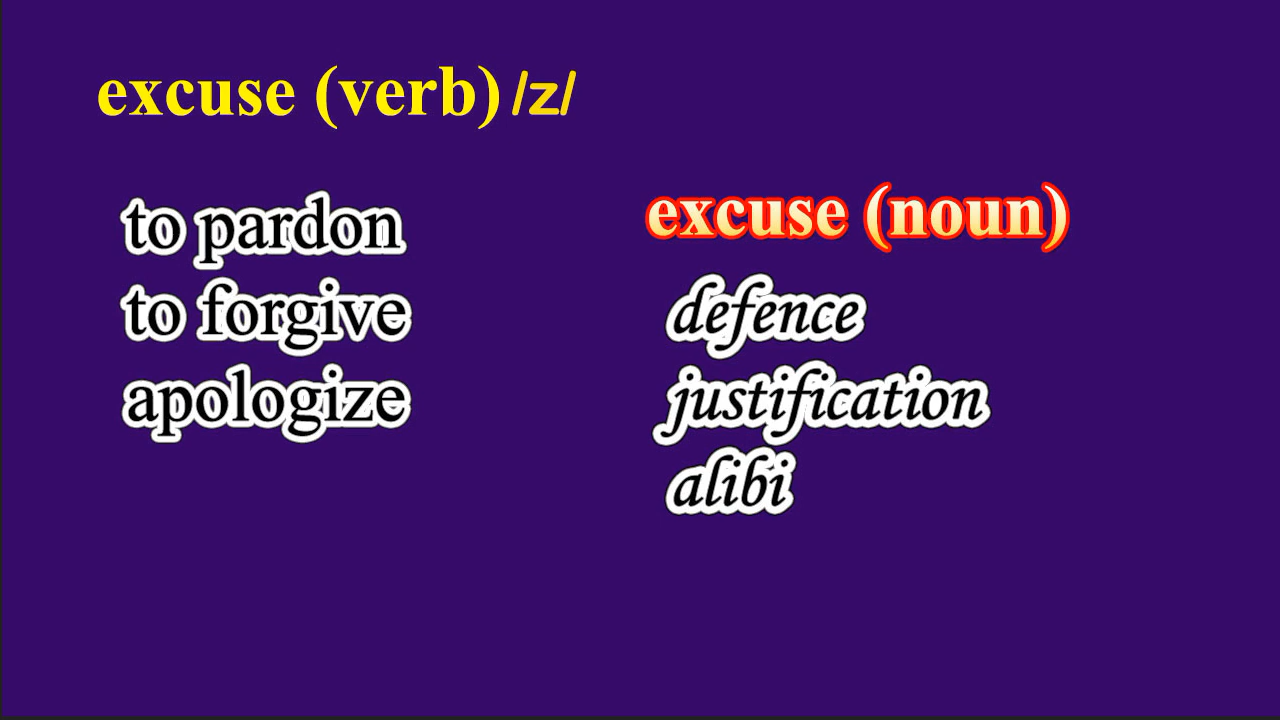 excuse (verb) /z/
to pardon
to forgive
apologize
excuse (noun)
defence
justification
alibi